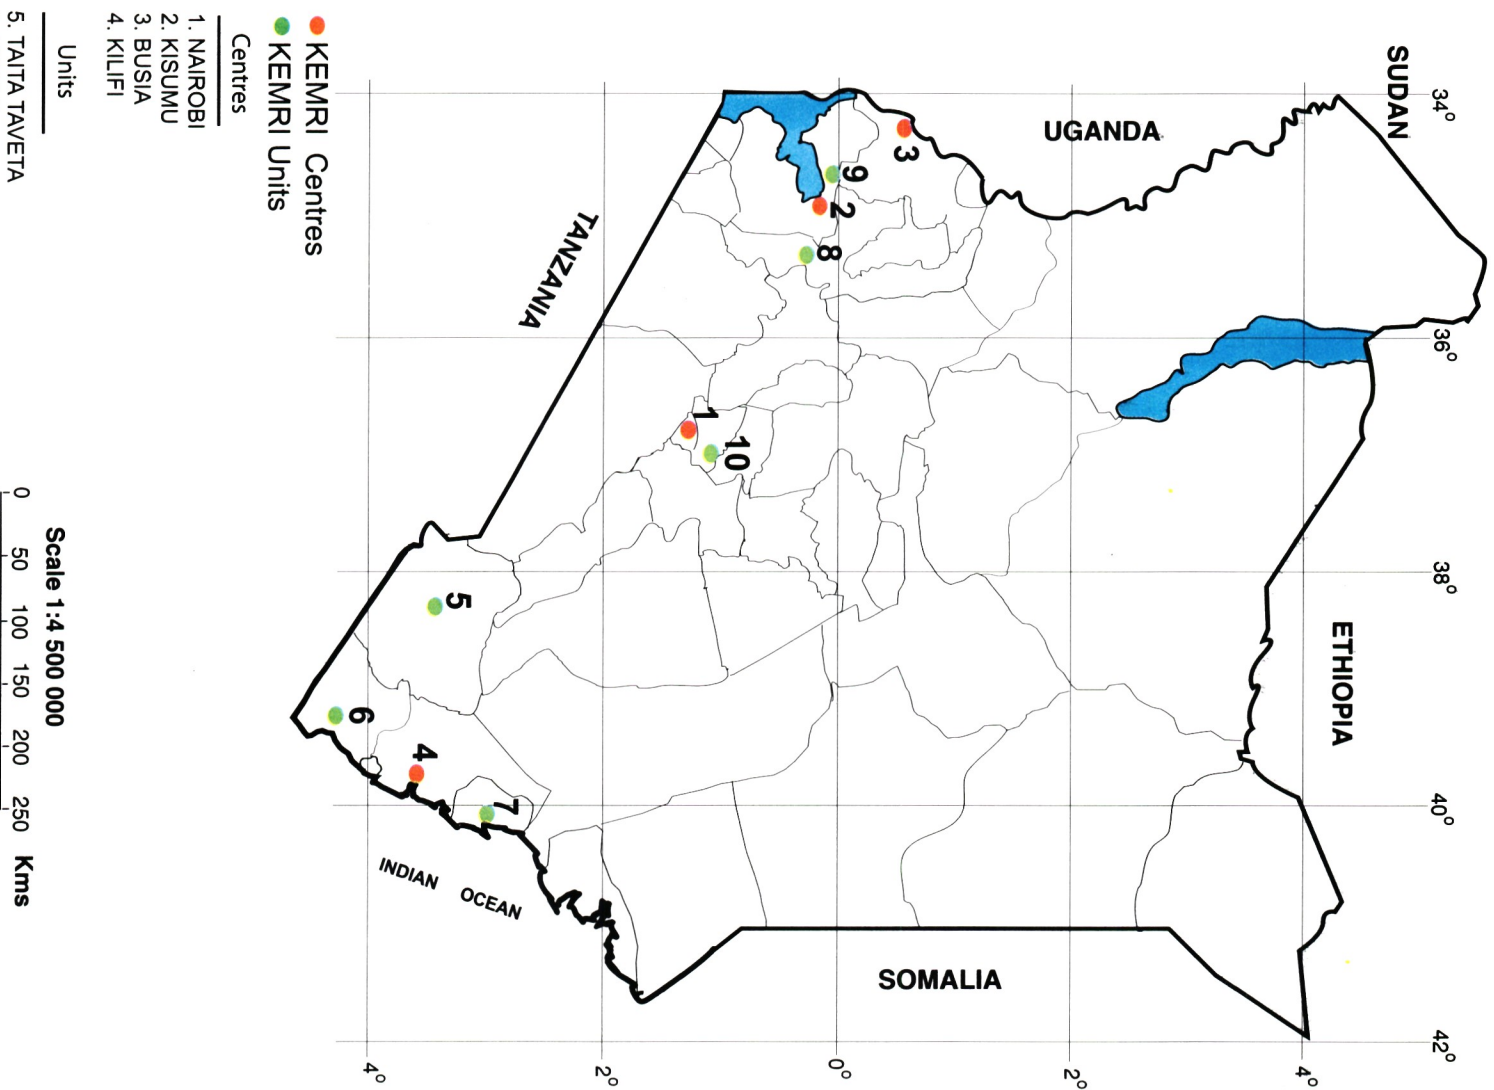 34°
36°
38°
40°
42°
SUDAN
ETHIOPIA
4°
UGANDA
2°
3
9
2
8
0°
SOMALIA
1
10
TANZANIA
2°
5
7
4
6
INDIAN OCEAN
4°
KEMRI Centres
KEMRI Units
Centres
1. NAIROBI
2. KISUMU
3. BUSIA
4. KILIFI
Units
5. TAITA TAVETA
Scale 1:4 500 000
0 50 100 150 200 250 Kms